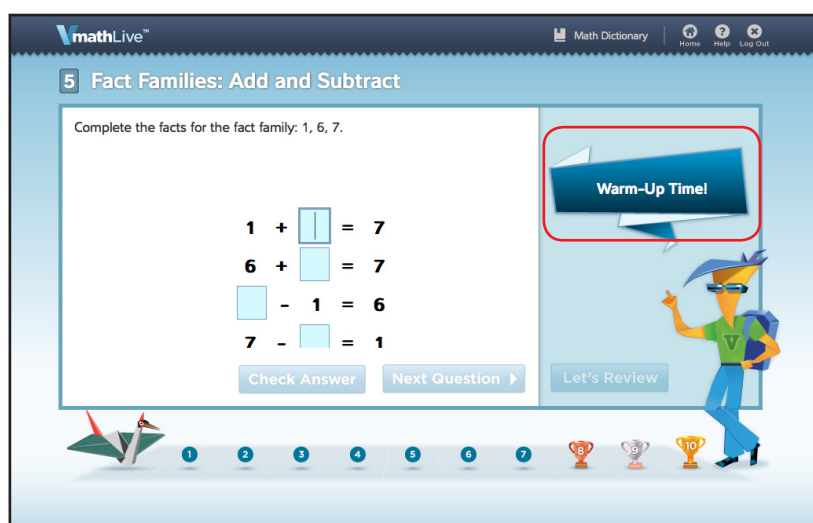 VmathLive™
Math Dictionary
Home Help Log Out
5 Fact Families: Add and Subtract
Complete the facts for the fact family: 1, 6, 7.
Warm-Up Time!
1 + = 7
6 + = 7
- 1 = 6
7 - = 1
Check Answer
Next Question
Let's Review
V
1 2 3 4 5 6 7 8 9 10